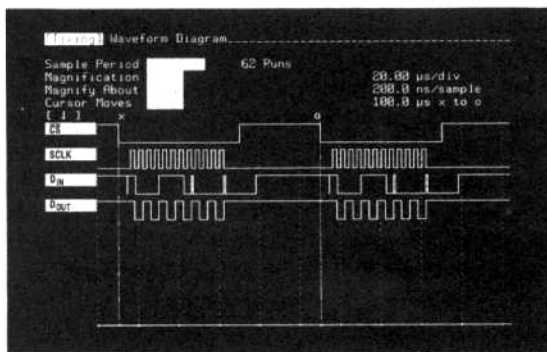 [Timing] Waveform Diagram
Sample Period 62 Runs
Magnification 20.00 µs/div
Magnify About 200.0 ns/sample
Cursor Moves 100.0 µs x to o
[ ↓ ] x o
CS
SCLK
DIN
DOUT